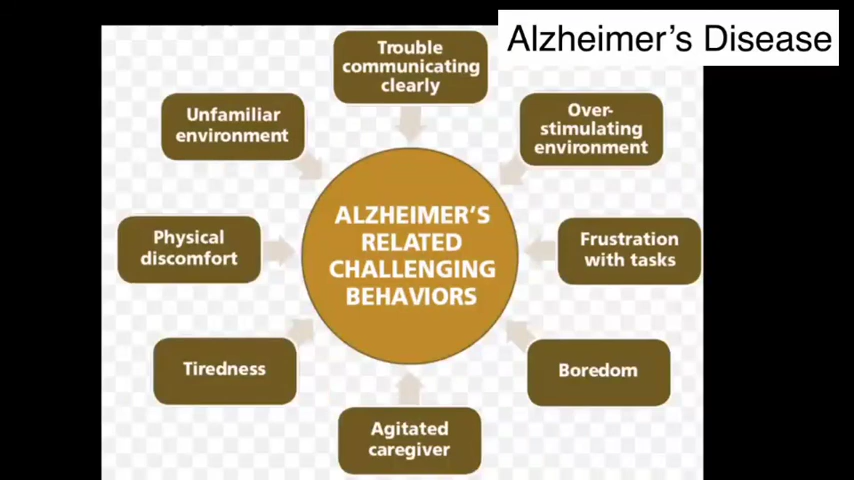 Alzheimer's Disease
Trouble
communicating
clearly
Over-
stimulating
environment
Frustration
with tasks
Boredom
Agitated
caregiver
Tiredness
Physical
discomfort
Unfamiliar
environment
ALZHEIMER'S
RELATED
CHALLENGING
BEHAVIORS